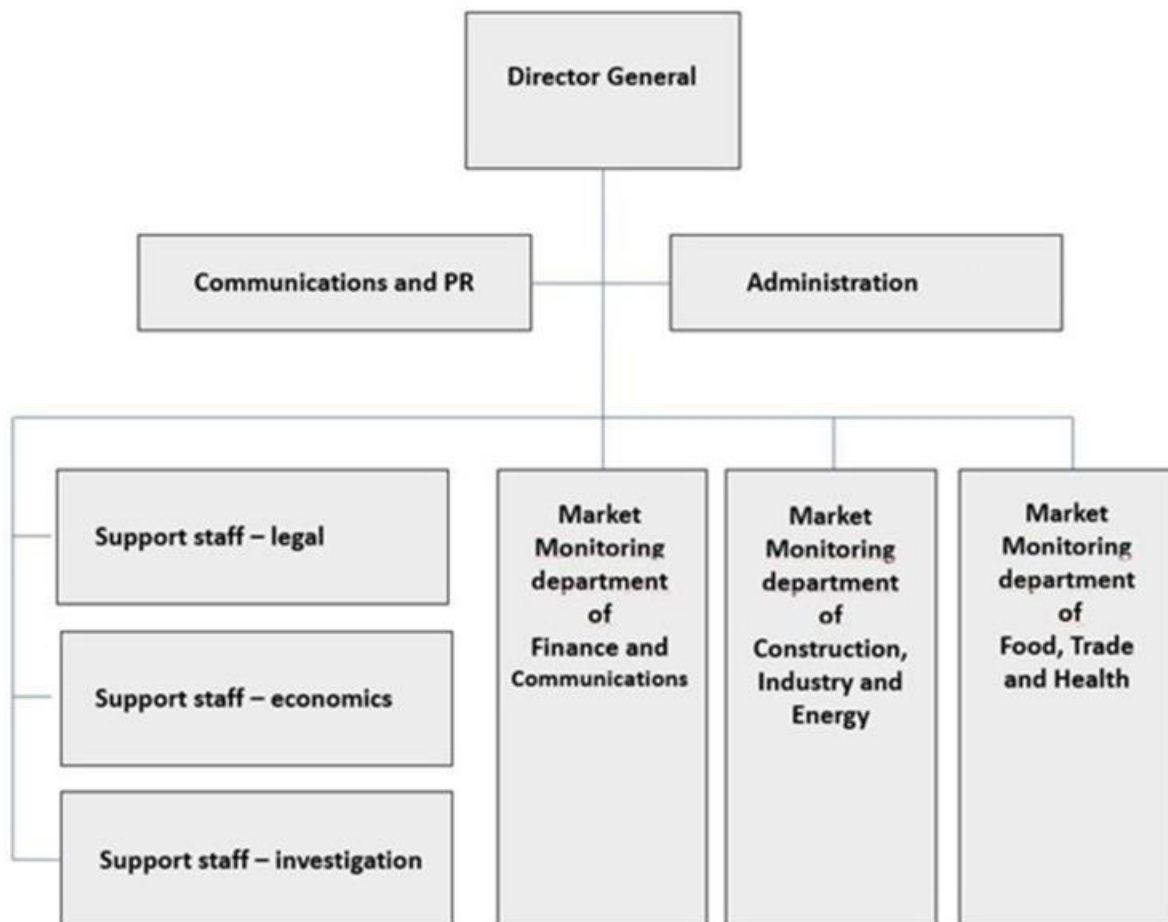 Director General
Communications and PR
Administration
Support staff – legal
Support staff – economics
Support staff – investigation
Market
Monitoring
department
of
Finance and
Communications
Market
Monitoring
department
of
Construction,
Industry and
Energy
Market
Monitoring
department
of
Food, Trade
and Health